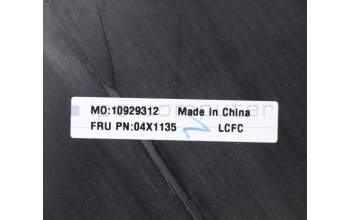 MO:10929312 Made in China
FRU PN:04X1135 LCFC